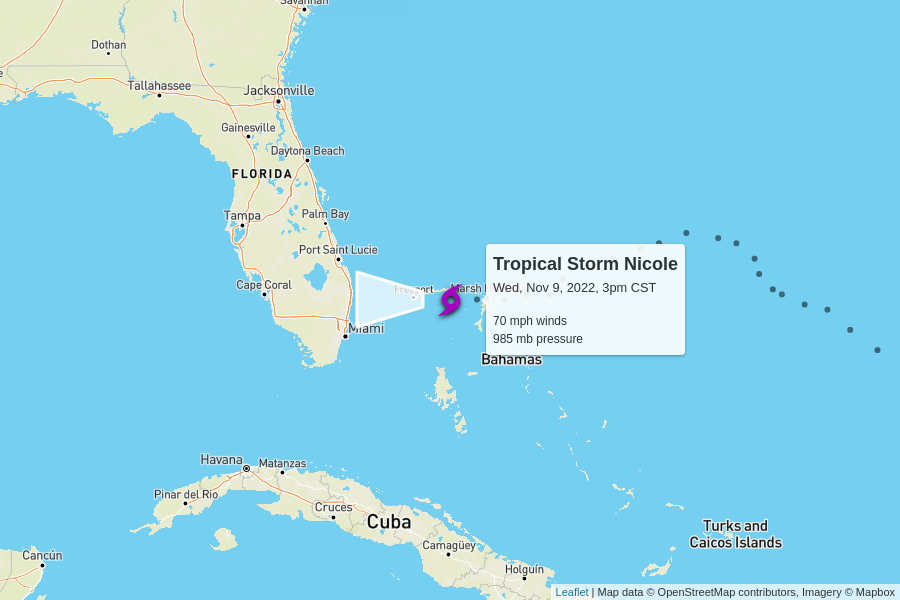 Savannah
Dothan
Tallahassee
Jacksonville
Gainesville
Daytona Beach
FLORIDA
Tampa
Palm Bay
Port Saint Lucie
Cape Coral
Freeport
Marsh
Miami
Tropical Storm Nicole
Wed, Nov 9, 2022, 3pm CST
70 mph winds
985 mb pressure
Bahamas
Havana
Matanzas
Pinar del Río
Cruces
Cuba
Camagüey
Holguín
Turks and
Caicos Islands
Cancún
Leaflet | Map data © OpenStreetMap contributors, Imagery © Mapbox